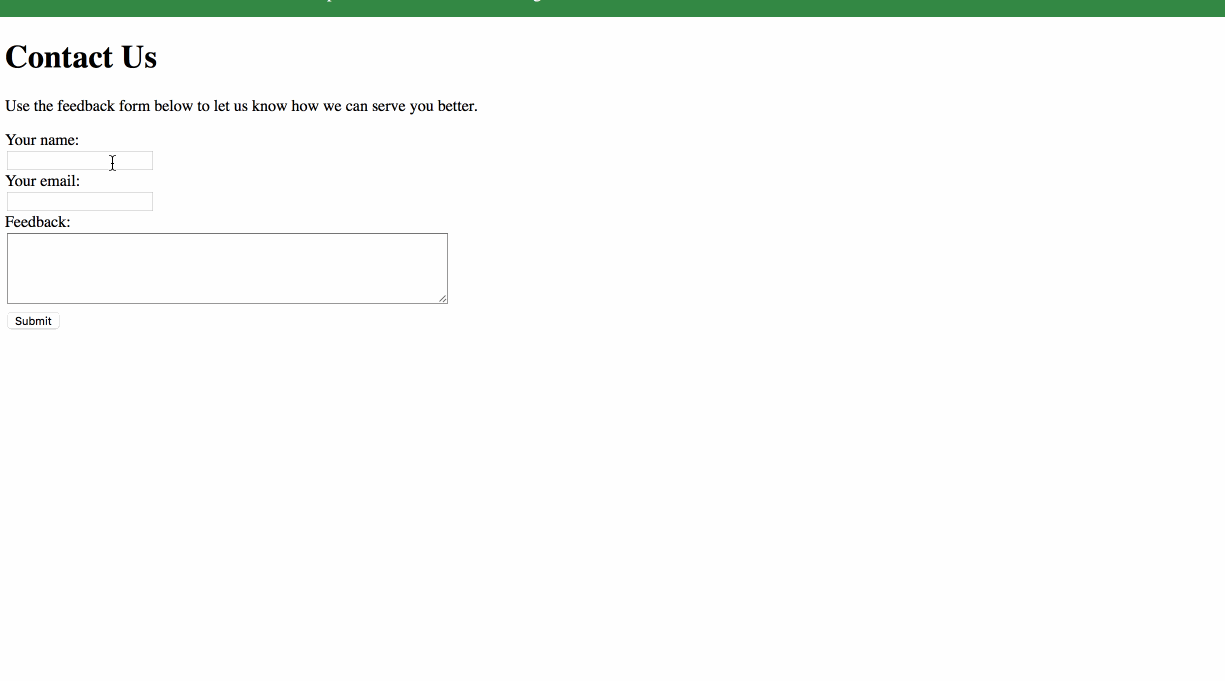 Contact Us
Use the feedback form below to let us know how we can serve you better.
Your name:
Your email:
Feedback:
Submit